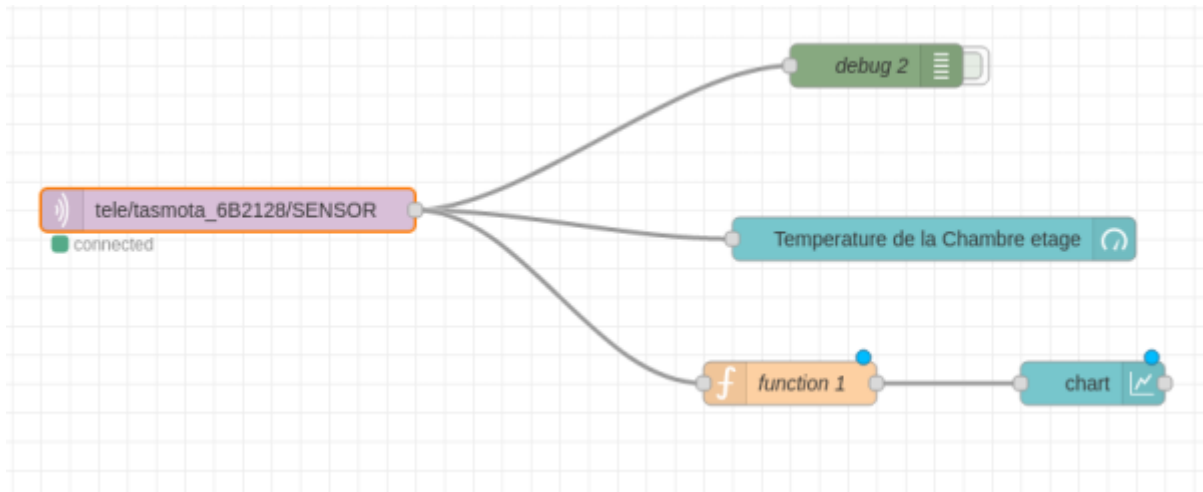 debug 2
tele/tasmota_6B2128/SENSOR
connected
Temperature de la Chambre etage
function 1
chart